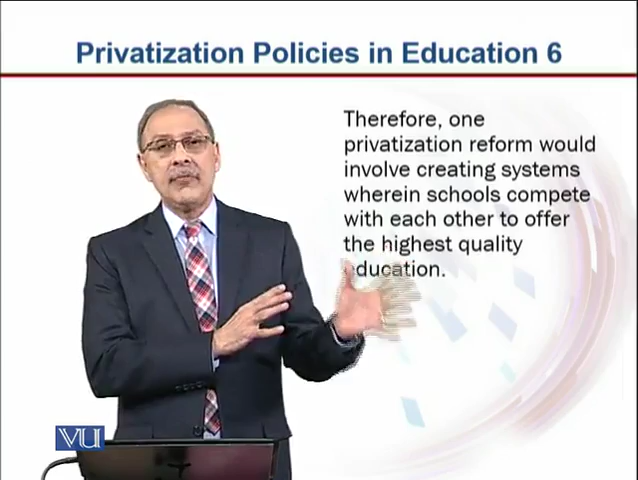 Privatization Policies in Education 6
Therefore, one
privatization reform would
involve creating systems
wherein schools compete
with each other to offer
the highest quality
education.
VU